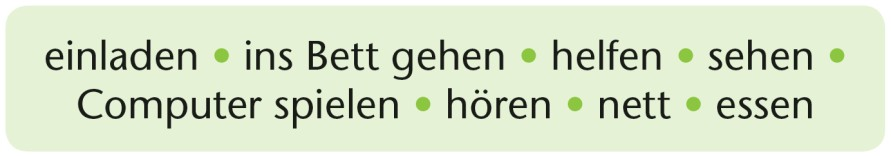 einladen • ins Bett gehen • helfen • sehen •
Computer spielen • hören • nett • essen